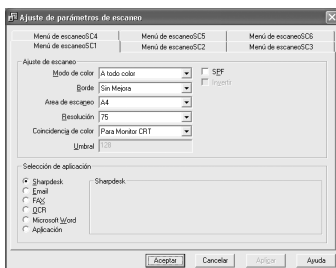 Ajuste de parámetros de escaneo
Menú de escaneoSC4 Menú de escaneoSC5 Menú de escaneoSC6
Menú de escaneoSC1 Menú de escaneoSC2 Menú de escaneoSC3
Ajuste de escaneo
Modo de color A todo color SPF
Invertir
Borde Sin Mejora
Area de escaneo A4
Resolución 75
Coincidencia de color Para Monitor CRT
Umbral 128
Selección de aplicación
Sharpdesk Sharpdesk
Email
FAX
OCR
Microsoft Word
Aplicación
Aceptar Cancelar Aplicar Ayuda